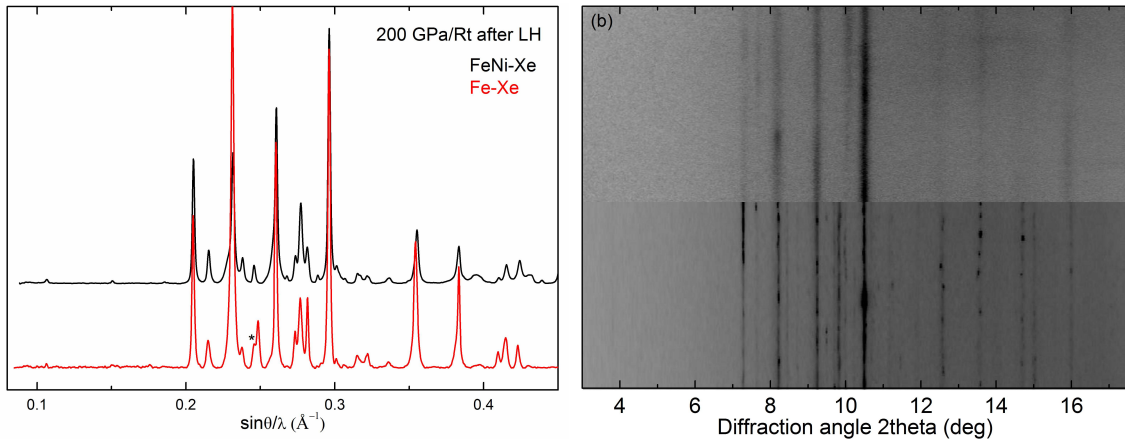 200 GPa/Rt after LH
FeNi-Xe
Fe-Xe
*
0.1 0.2 0.3 0.4
sinθ/λ (Å⁻¹)
(b)
4 6 8 10 12 14 16
Diffraction angle 2theta (deg)